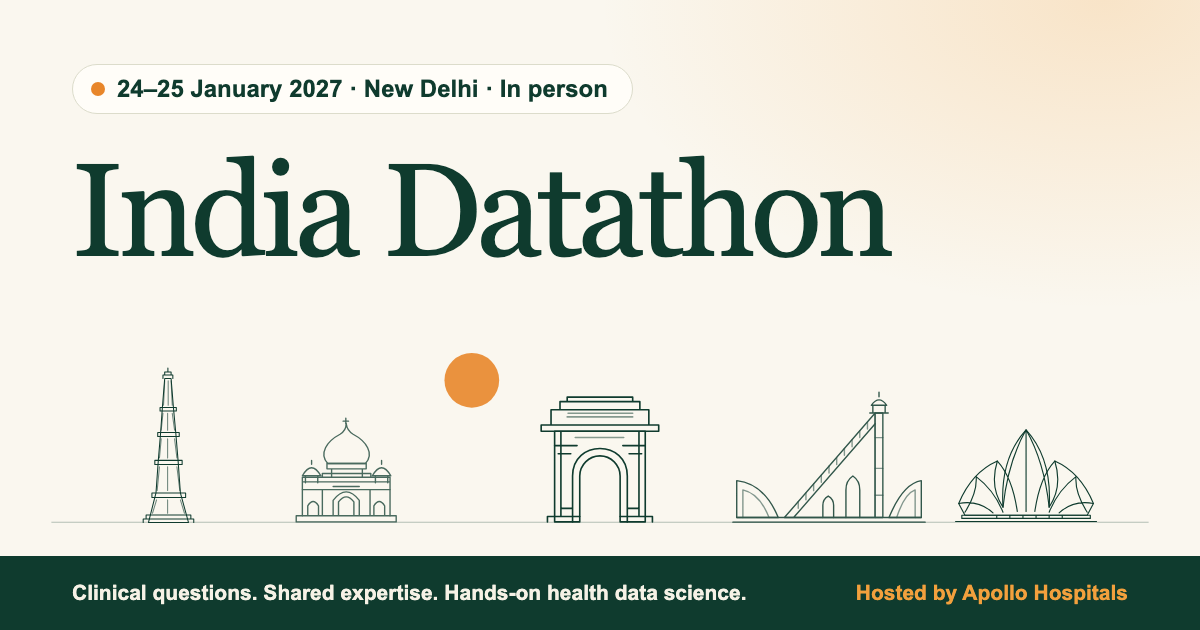 24–25 January 2027 · New Delhi · In person
India Datathon
Clinical questions. Shared expertise. Hands-on health data science.
Hosted by Apollo Hospitals